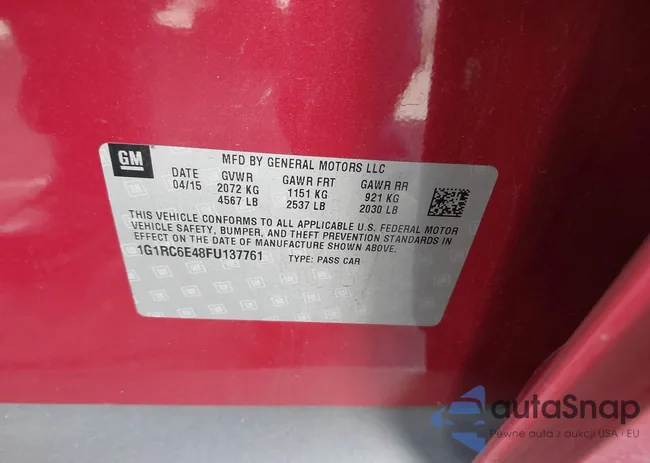 GM
MFD BY GENERAL MOTORS LLC
DATE GVWR GAWR FRT GAWR RR
04/15 2072 KG 1151 KG 921 KG
4567 LB 2537 LB 2030 LB
THIS VEHICLE CONFORMS TO ALL APPLICABLE U.S. FEDERAL MOTOR
VEHICLE SAFETY, BUMPER, AND THEFT PREVENTION STANDARDS IN
EFFECT ON THE DATE OF MANUFACTURE SHOWN ABOVE.
1G1RC6E48FU137761 TYPE: PASS CAR
autaSnap
Pewne auta z aukcji USA i EU